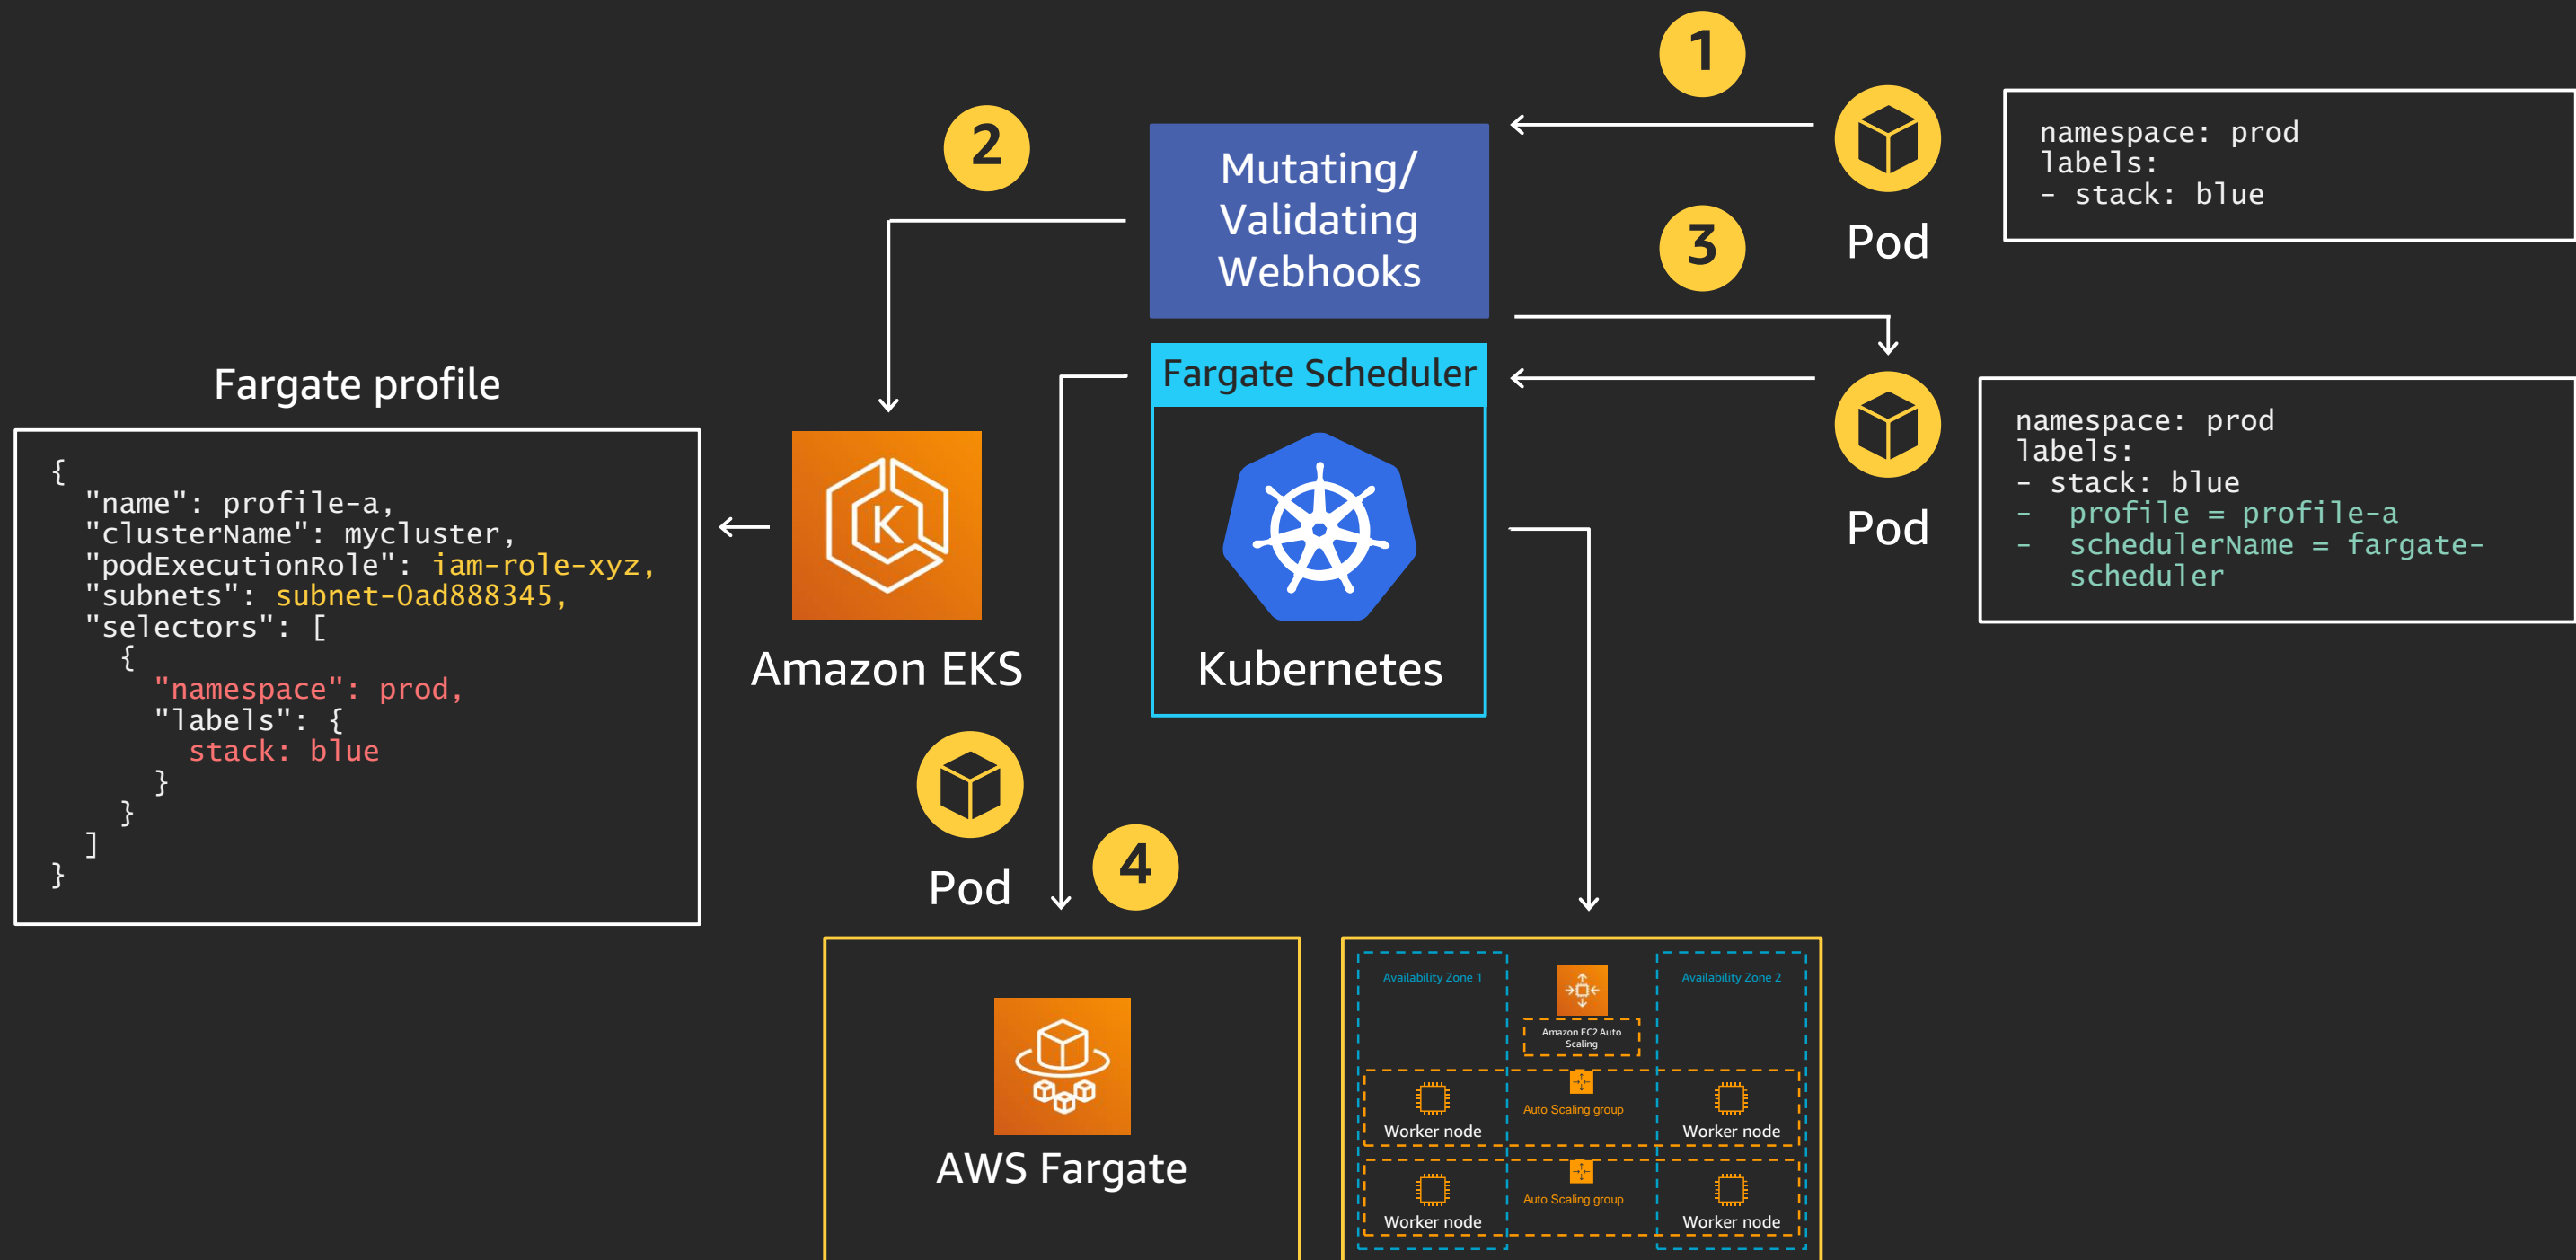 1
2
Mutating/
Validating
Webhooks
Pod
namespace: prod
labels:
- stack: blue
3
Fargate profile
{
"name": profile-a,
"clusterName": mycluster,
"podExecutionRole": iam-role-xyz,
"subnets": subnet-0ad888345,
"selectors": [
{
"namespace": prod,
"labels": {
stack: blue
}
}
]
}
Amazon EKS
Fargate Scheduler
Kubernetes
Pod
namespace: prod
labels:
- stack: blue
- profile = profile-a
- schedulerName = fargate-
scheduler
Pod
4
AWS Fargate
Availability Zone 1
Availability Zone 2
Amazon EC2 Auto
Scaling
Auto Scaling group
Worker node
Worker node
Auto Scaling group
Worker node
Worker node